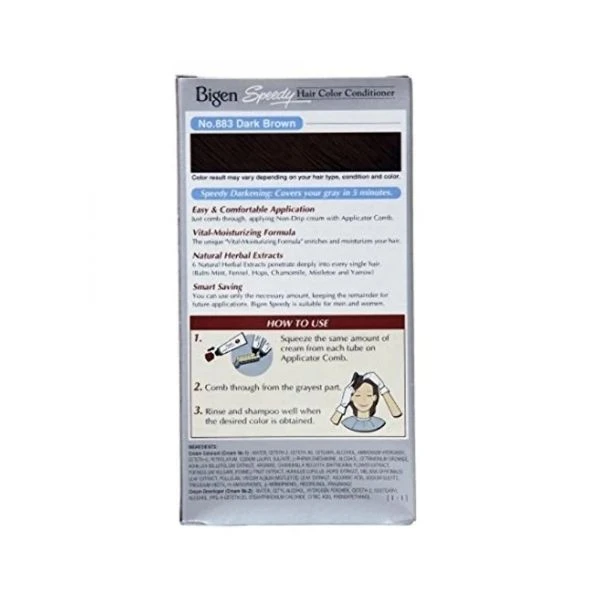 Bigen Speedy Hair Color Conditioner
No.883 Dark Brown
Color result may vary depending on your hair type, condition and color.
Speedy Darkening: Covers your gray in 5 minutes.
Easy & Comfortable Application
Just comb through, applying Non-Drip cream with Applicator Comb.
Vital-Moisturizing Formula
The unique "Vital-Moisturizing Formula" enriches and moisturizes your hair.
Natural Herbal Extracts
6 Natural Herbal Extracts penetrate deeply into every single hair.
(Balm Mint, Fennel, Hops, Chamomile, Mistletoe and Yarrow)
Smart Saving
You can use only the necessary amount, keeping the remainder for
future applications. Bigen Speedy is suitable for men and women.
HOW TO USE
1. Squeeze the same amount of
cream from each tube on
Applicator Comb.
2. Comb through from the grayest part.
3. Rinse and shampoo well when
the desired color is obtained.
INGREDIENTS: